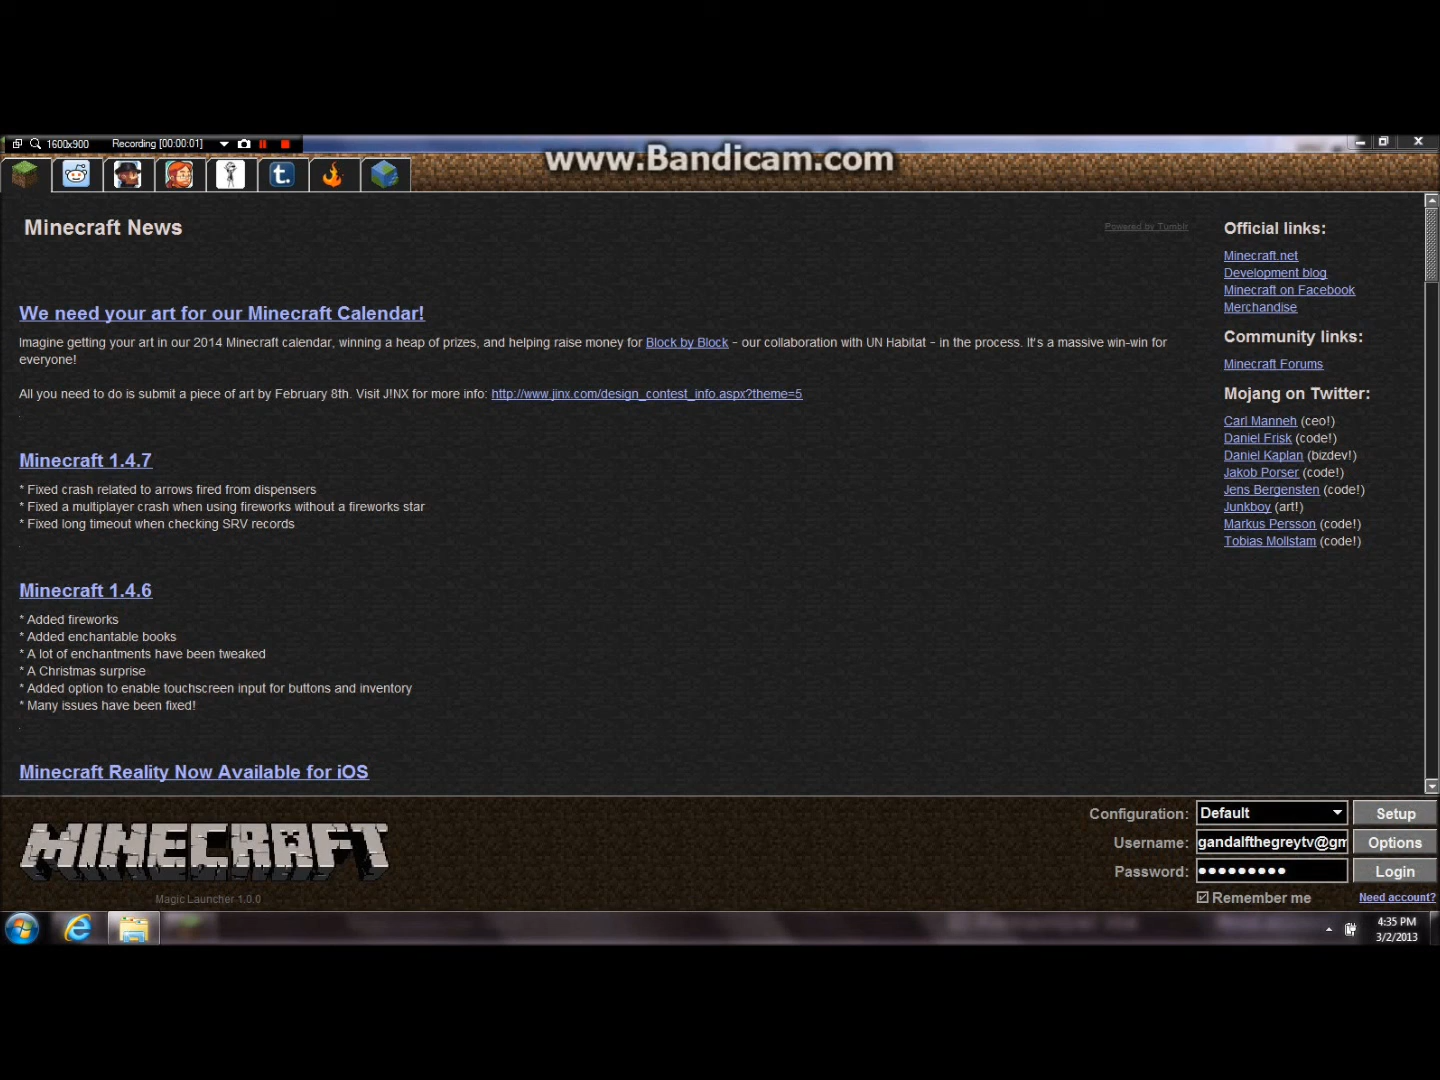 1600x900 Recording [00:00:01]
www.Bandicam.com
t.
Minecraft News
Powered by Tumblr
We need your art for our Minecraft Calendar!
Imagine getting your art in our 2014 Minecraft calendar, winning a heap of prizes, and helping raise money for Block by Block - our collaboration with UN Habitat - in the process. It's a massive win-win for
everyone!
All you need to do is submit a piece of art by February 8th. Visit J!NX for more info: http://www.jinx.com/design_contest_info.aspx?theme=5
Minecraft 1.4.7
* Fixed crash related to arrows fired from dispensers
* Fixed a multiplayer crash when using fireworks without a fireworks star
* Fixed long timeout when checking SRV records
Minecraft 1.4.6
* Added fireworks
* Added enchantable books
* A lot of enchantments have been tweaked
* A Christmas surprise
* Added option to enable touchscreen input for buttons and inventory
* Many issues have been fixed!
Minecraft Reality Now Available for iOS
Official links:
Minecraft.net
Development blog
Minecraft on Facebook
Merchandise
Community links:
Minecraft Forums
Mojang on Twitter:
Carl Manneh (ceo!)
Daniel Frisk (code!)
Daniel Kaplan (bizdev!)
Jakob Porser (code!)
Jens Bergensten (code!)
Junkboy (art!)
Markus Persson (code!)
Tobias Mollstam (code!)
MINECRAFT
Magic Launcher 1.0.0
Configuration: Default Setup
Username: gandalfthegreytv@gm Options
Password: ●●●●●●●●● Login
Remember me Need account?
4:35 PM
3/2/2013